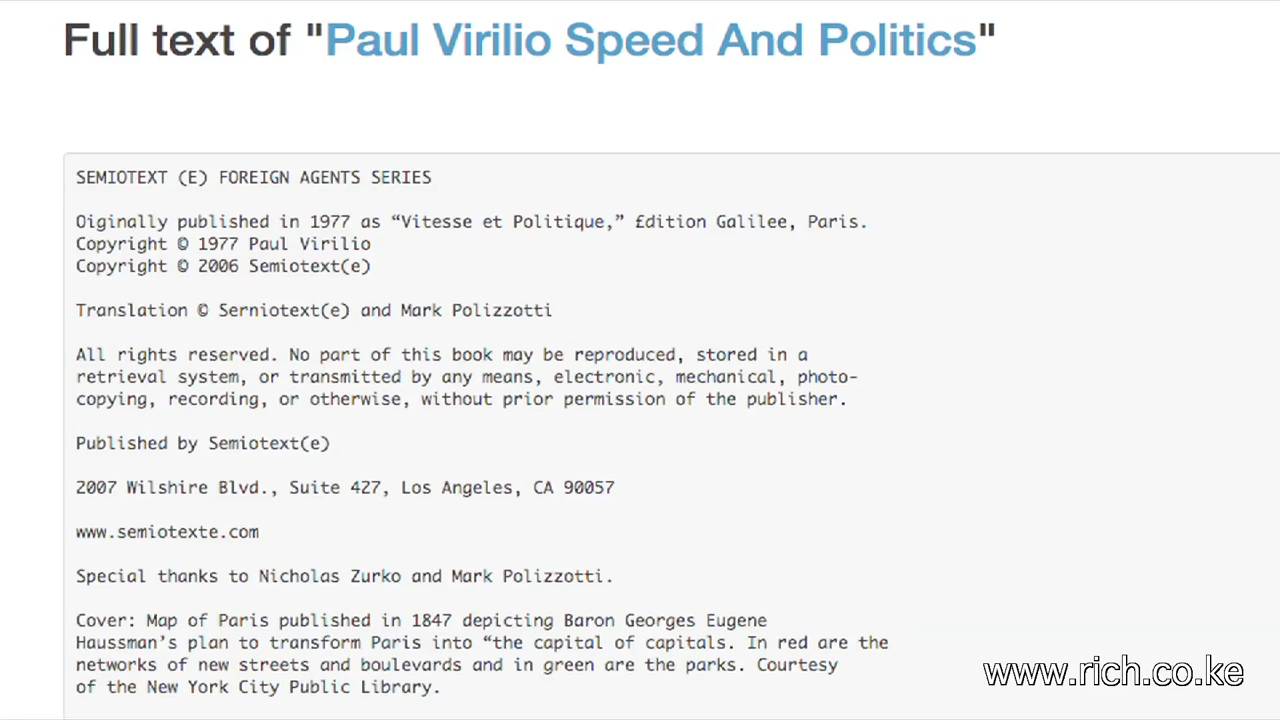 Full text of "Paul Virilio Speed And Politics"
SEMIOTEXT (E) FOREIGN AGENTS SERIES
Oiginally published in 1977 as “Vitesse et Politique,” £dition Galilee, Paris.
Copyright © 1977 Paul Virilio
Copyright © 2006 Semiotext(e)
Translation © Serniotext(e) and Mark Polizzotti
All rights reserved. No part of this book may be reproduced, stored in a
retrieval system, or transmitted by any means, electronic, mechanical, photo-
copying, recording, or otherwise, without prior permission of the publisher.
Published by Semiotext(e)
2007 Wilshire Blvd., Suite 427, Los Angeles, CA 90057
www.semiotexte.com
Special thanks to Nicholas Zurko and Mark Polizzotti.
Cover: Map of Paris published in 1847 depicting Baron Georges Eugene
Haussman’s plan to transform Paris into “the capital of capitals. In red are the
networks of new streets and boulevards and in green are the parks. Courtesy
of the New York City Public Library.
www.rich.co.ke